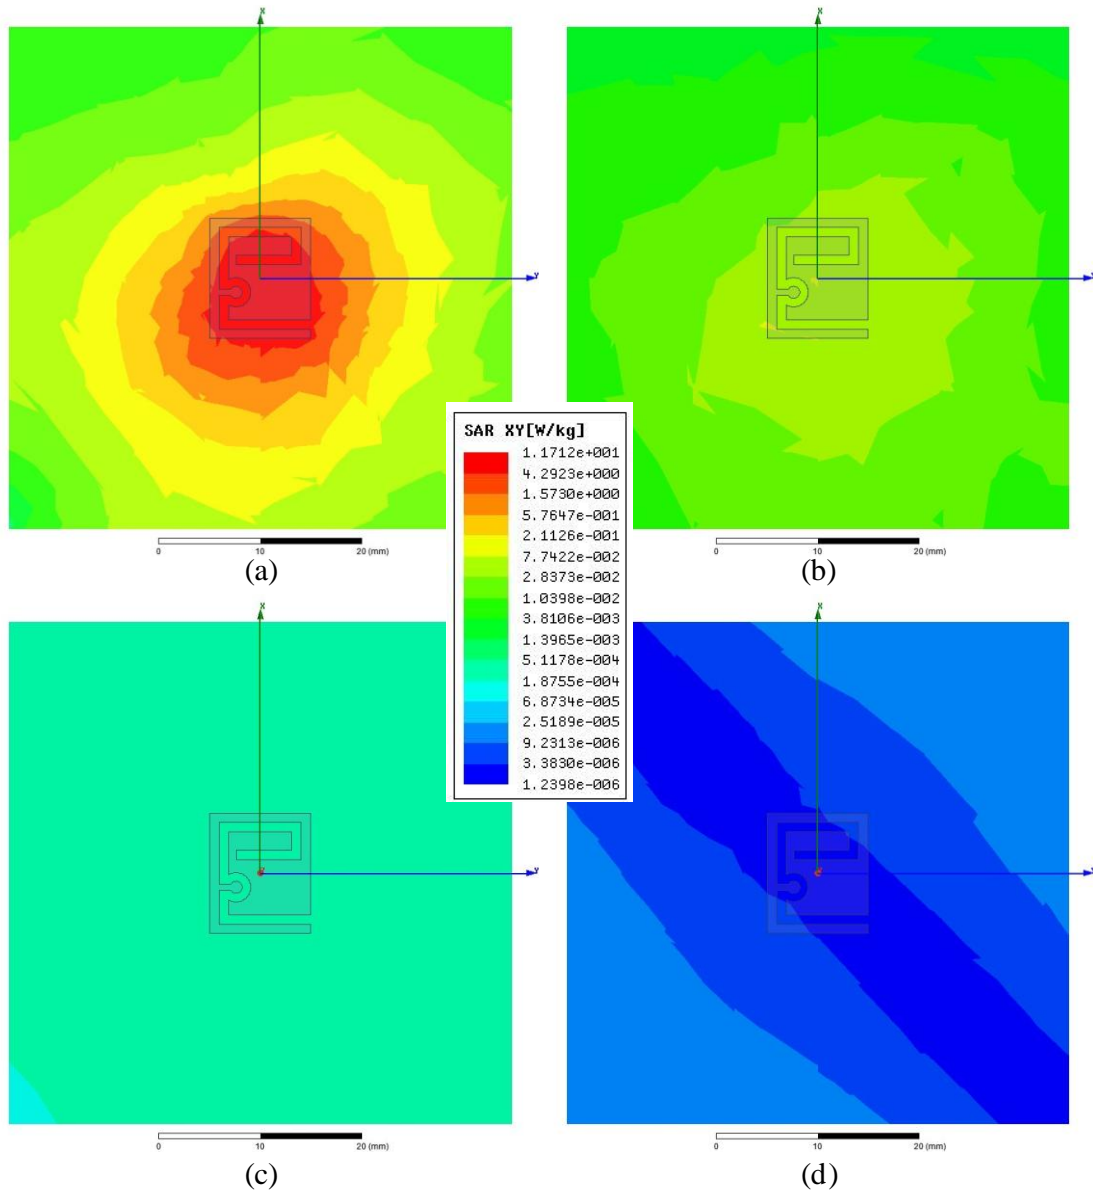 X
X
Y
Y
0 10 20 (mm)
0 10 20 (mm)
(a)
(b)
SAR XY[W/kg]
1.1712e+001
4.2923e+000
1.5730e+000
5.7647e-001
2.1126e-001
7.7422e-002
2.8373e-002
1.0398e-002
3.8106e-003
1.3965e-003
5.1178e-004
1.8755e-004
6.8734e-005
2.5189e-005
9.2313e-006
3.3830e-006
1.2398e-006
X
X
Y
Y
0 10 20 (mm)
0 10 20 (mm)
(c)
(d)